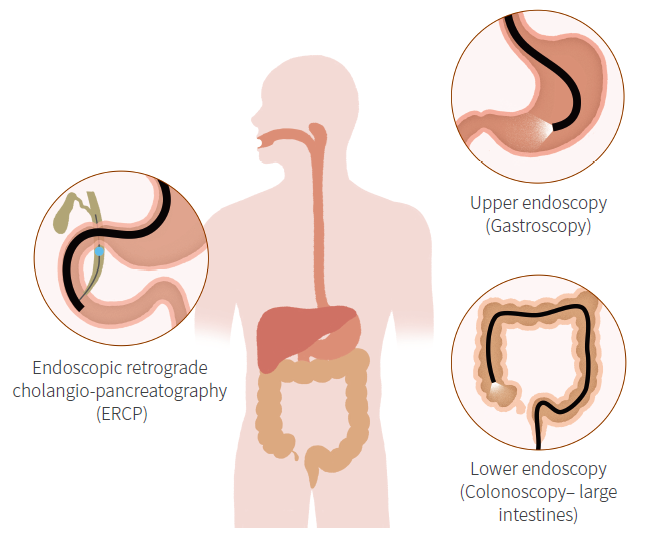 Upper endoscopy
(Gastroscopy)
Endoscopic retrograde
cholangio-pancreatography
(ERCP)
Lower endoscopy
(Colonoscopy– large
intestines)